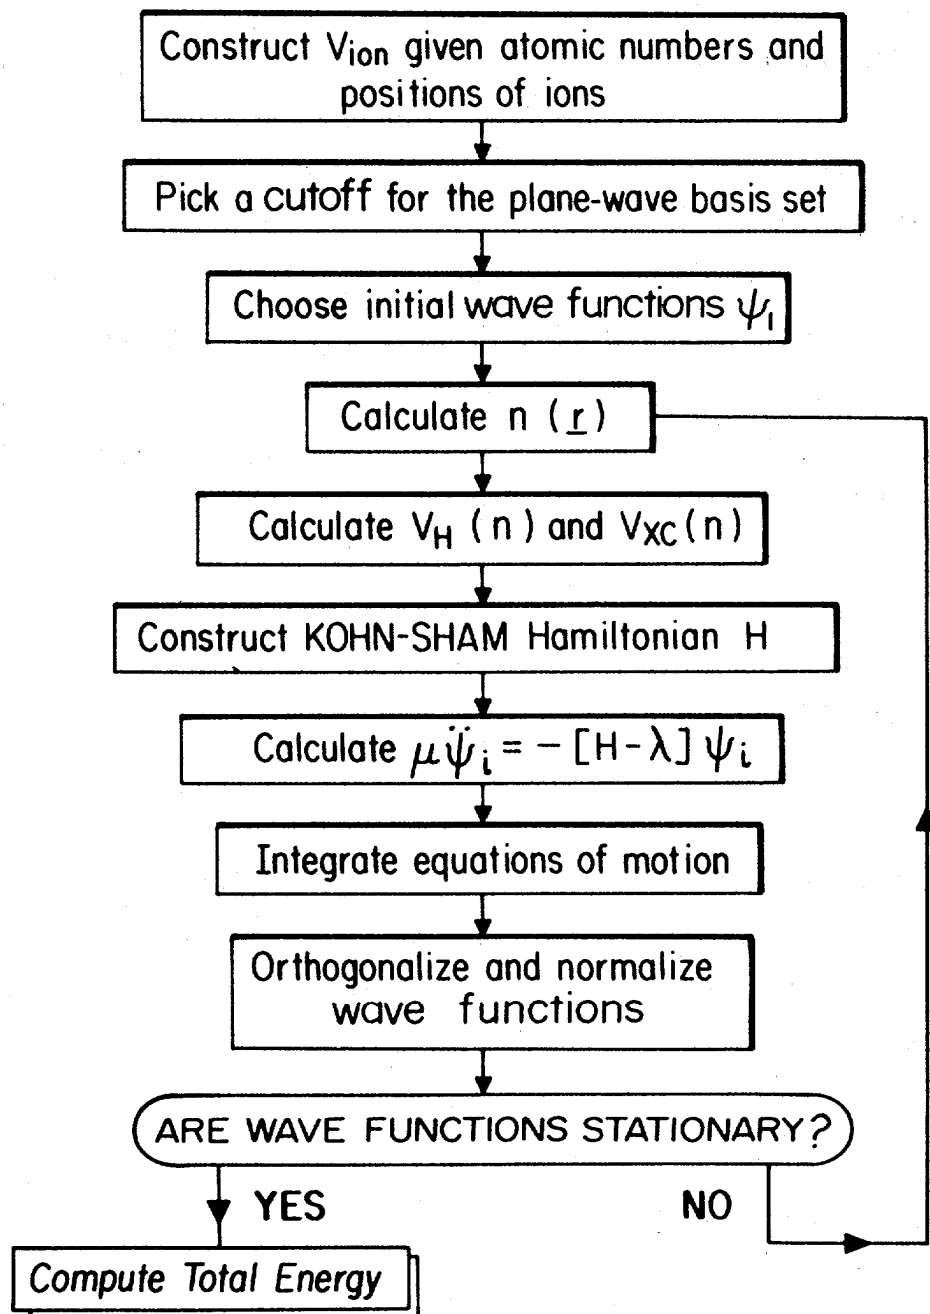 Construct V_ion given atomic numbers and
positions of ions
Pick a cutoff for the plane-wave basis set
Choose initial wave functions ψ_i
Calculate n (r)
Calculate V_H (n) and V_XC (n)
Construct KOHN-SHAM Hamiltonian H
Calculate μψ̈_i = - [H-λ] ψ_i
Integrate equations of motion
Orthogonalize and normalize
wave functions
ARE WAVE FUNCTIONS STATIONARY?
YES
NO
Compute Total Energy